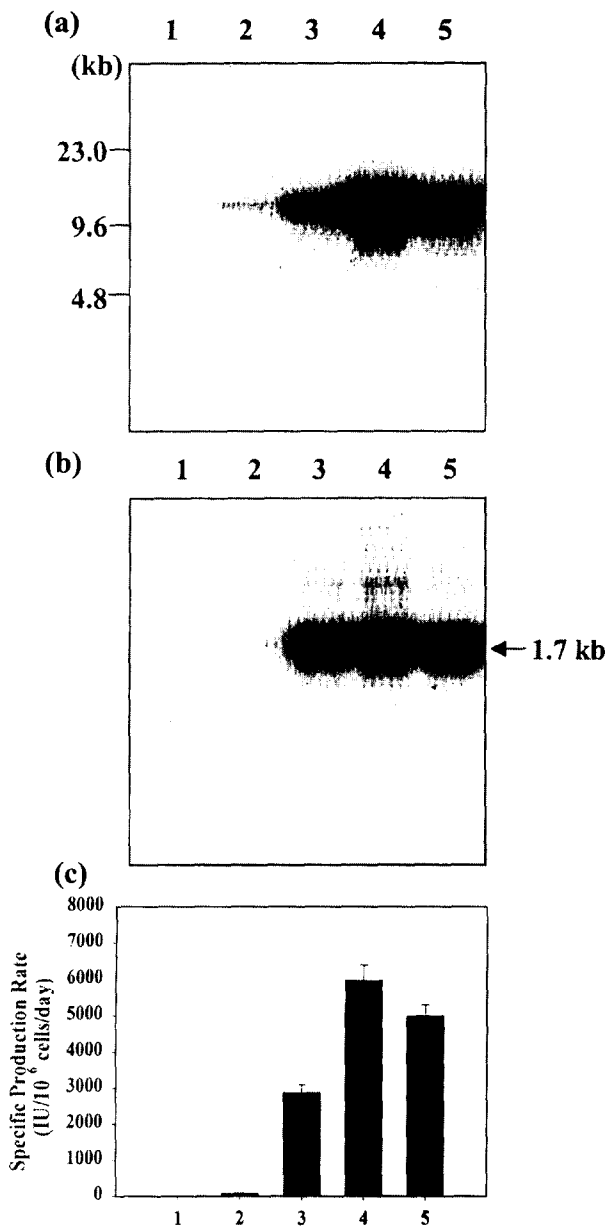 (a)
1 2 3 4 5
(kb)
23.0
9.6
4.8
(b)
1 2 3 4 5
1.7 kb
(c)
Specific Production Rate
(IU/10⁶ cells/day)
8000
7000
6000
5000
4000
3000
2000
1000
0
1 2 3 4 5